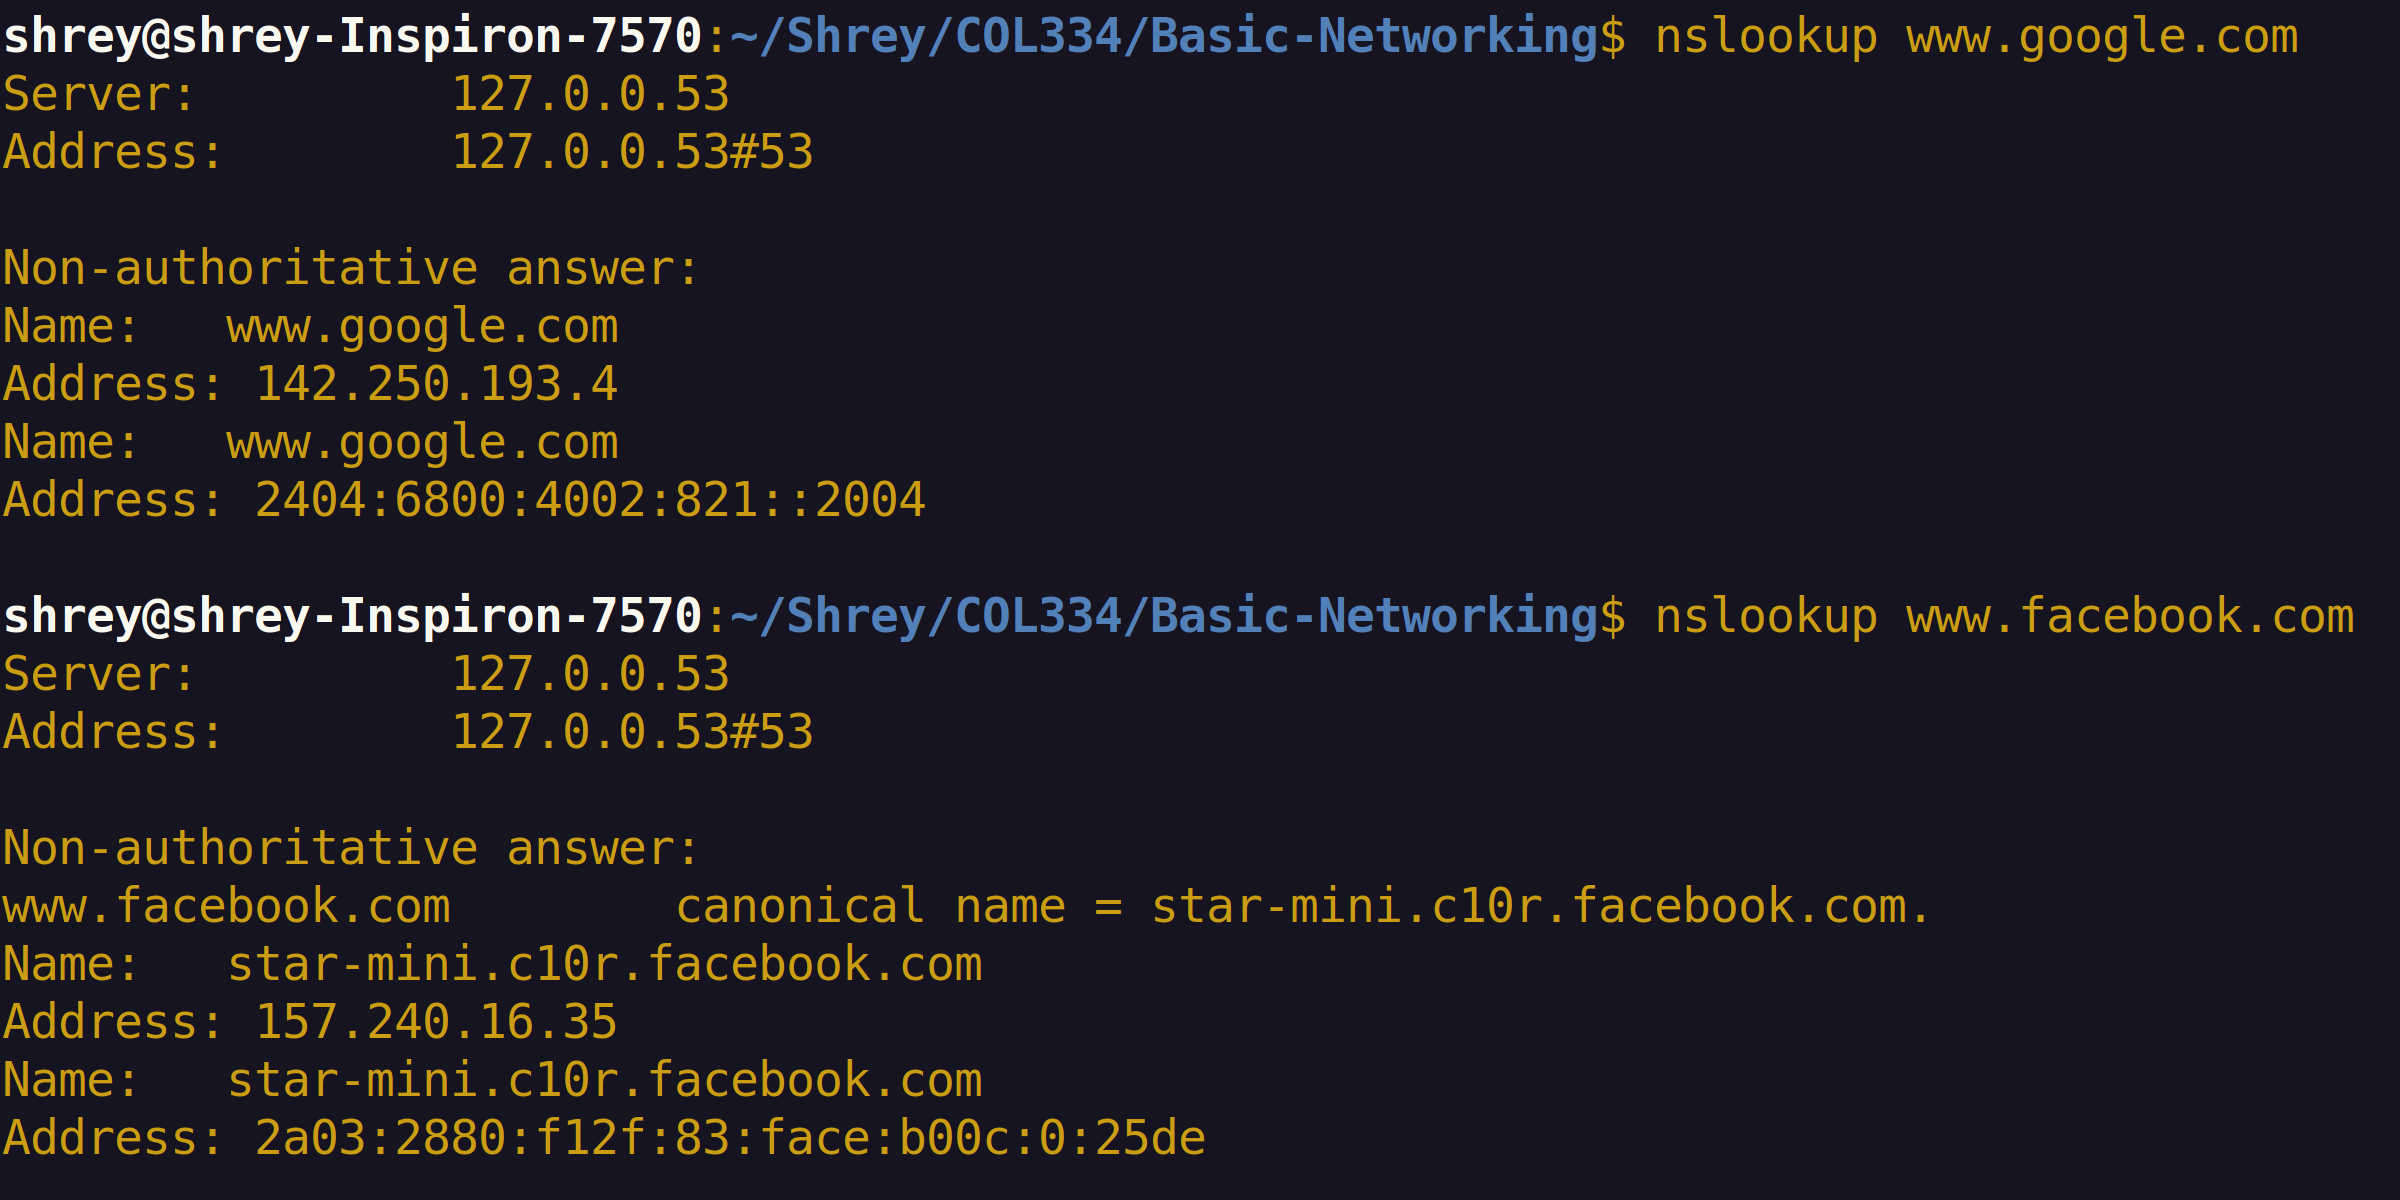 shrey@shrey-Inspiron-7570:~/Shrey/COL334/Basic-Networking$ nslookup www.google.com
Server:         127.0.0.53
Address:        127.0.0.53#53

Non-authoritative answer:
Name:   www.google.com
Address: 142.250.193.4
Name:   www.google.com
Address: 2404:6800:4002:821::2004

shrey@shrey-Inspiron-7570:~/Shrey/COL334/Basic-Networking$ nslookup www.facebook.com
Server:         127.0.0.53
Address:        127.0.0.53#53

Non-authoritative answer:
www.facebook.com        canonical name = star-mini.c10r.facebook.com.
Name:   star-mini.c10r.facebook.com
Address: 157.240.16.35
Name:   star-mini.c10r.facebook.com
Address: 2a03:2880:f12f:83:face:b00c:0:25de